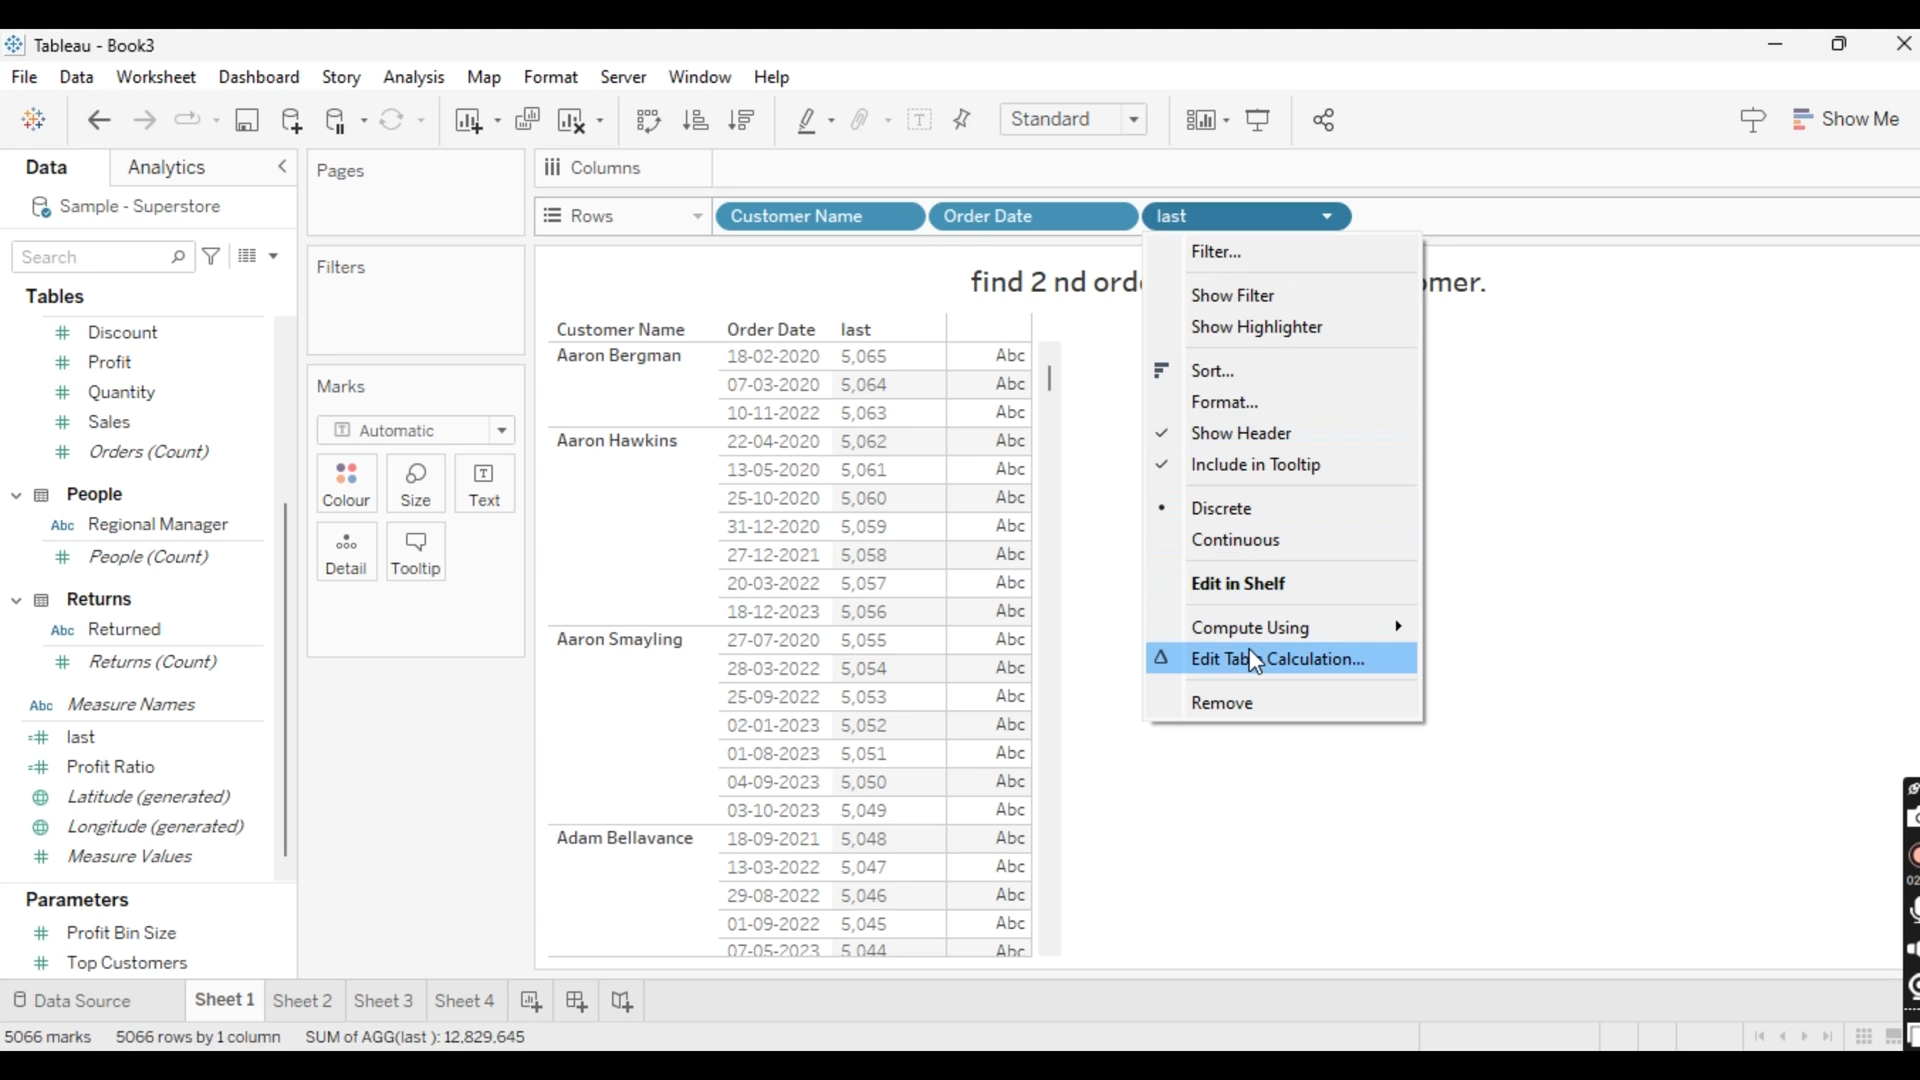 Tableau - Book3
File Data Worksheet Dashboard Story Analysis Map Format Server Window Help
Standard
Show Me
Data Analytics
Sample - Superstore
Search
Tables
Discount
Profit
Quantity
Sales
Orders (Count)
People
Abc Regional Manager
People (Count)
Returns
Abc Returned
Returns (Count)
Abc Measure Names
last
Profit Ratio
Latitude (generated)
Longitude (generated)
Measure Values
Parameters
Profit Bin Size
Top Customers
Pages
Filters
Marks
Automatic
Colour Size Text
Detail Tooltip
Columns
Rows Customer Name Order Date last
find 2 nd
Customer Name Order Date last
Aaron Bergman 18-02-2020 5,065 Abc
07-03-2020 5,064 Abc
10-11-2022 5,063 Abc
Aaron Hawkins 22-04-2020 5,062 Abc
13-05-2020 5,061 Abc
25-10-2020 5,060 Abc
31-12-2020 5,059 Abc
27-12-2021 5,058 Abc
20-03-2022 5,057 Abc
18-12-2023 5,056 Abc
Aaron Smayling 27-07-2020 5,055 Abc
28-03-2022 5,054 Abc
25-09-2022 5,053 Abc
02-01-2023 5,052 Abc
01-08-2023 5,051 Abc
04-09-2023 5,050 Abc
03-10-2023 5,049 Abc
Adam Bellavance 18-09-2021 5,048 Abc
13-03-2022 5,047 Abc
29-08-2022 5,046 Abc
01-09-2022 5,045 Abc
07-05-2023 5,044 Abc
Filter...
Show Filter
Show Highlighter
Sort...
Format...
Show Header
Include in Tooltip
Discrete
Continuous
Edit in Shelf
Compute Using
Edit Table Calculation...
Remove
Data Source Sheet 1 Sheet 2 Sheet 3 Sheet 4
5066 marks 5066 rows by 1 column SUM of AGG(last ): 12,829,645